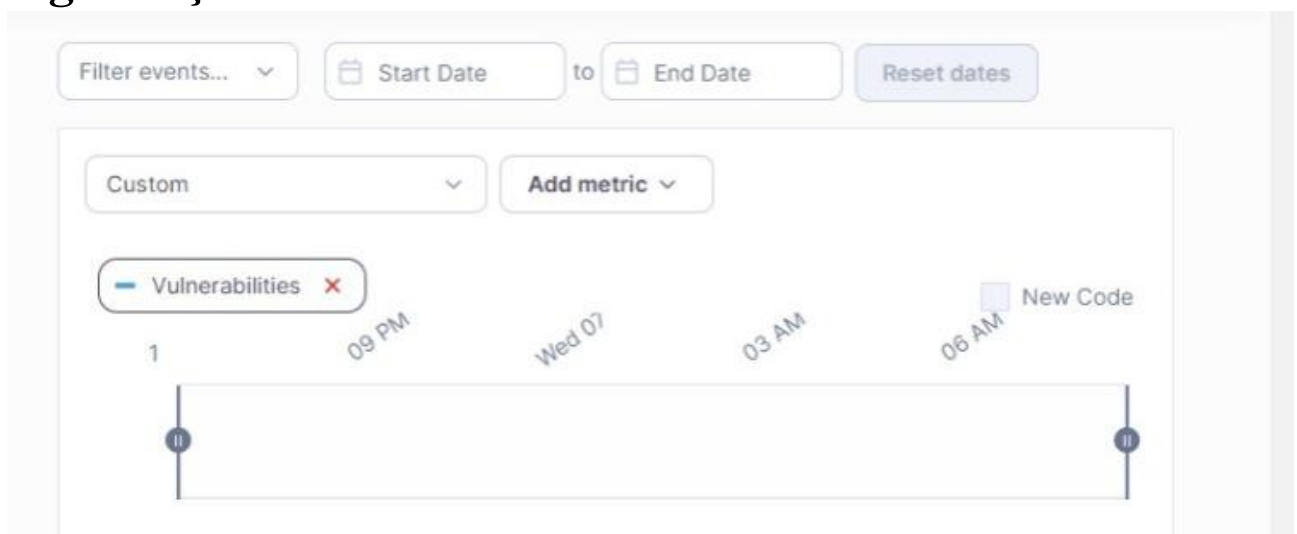 Filter events... Start Date to End Date Reset dates
Custom Add metric
Vulnerabilities
New Code
1 09 PM Wed 07 03 AM 06 AM